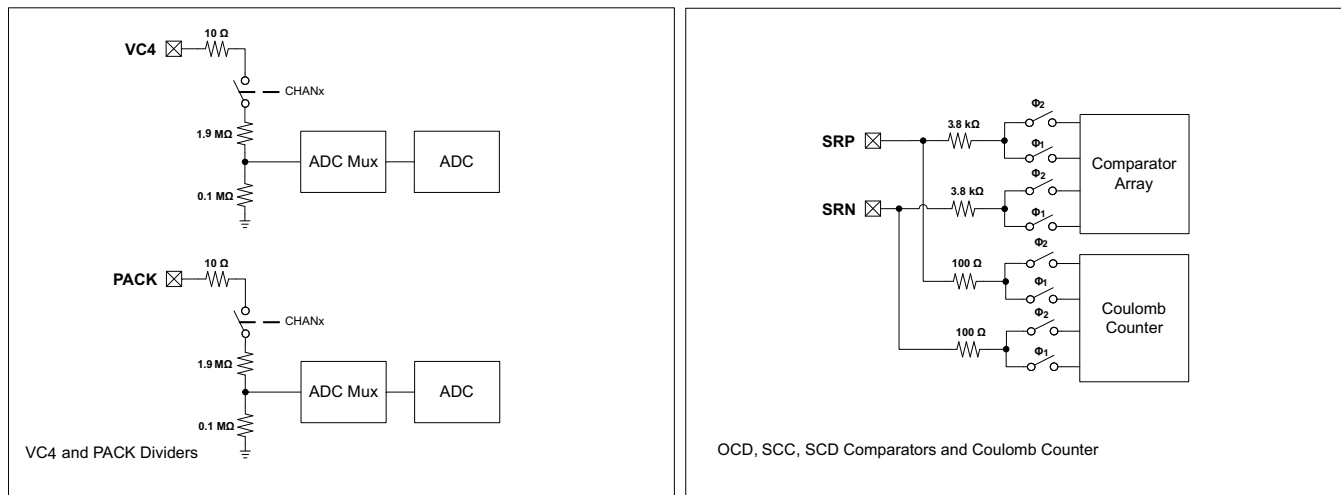 10 Ω
VC4
CHANx
1.9 MΩ
ADC Mux
ADC
0.1 MΩ
10 Ω
PACK
CHANx
1.9 MΩ
ADC Mux
ADC
0.1 MΩ
VC4 and PACK Dividers
Φ2
3.8 kΩ
SRP
Φ1
Φ2
3.8 kΩ
SRN
Φ1
Comparator
Array
Φ2
100 Ω
Φ1
Φ2
100 Ω
Φ1
Coulomb
Counter
OCD, SCC, SCD Comparators and Coulomb Counter